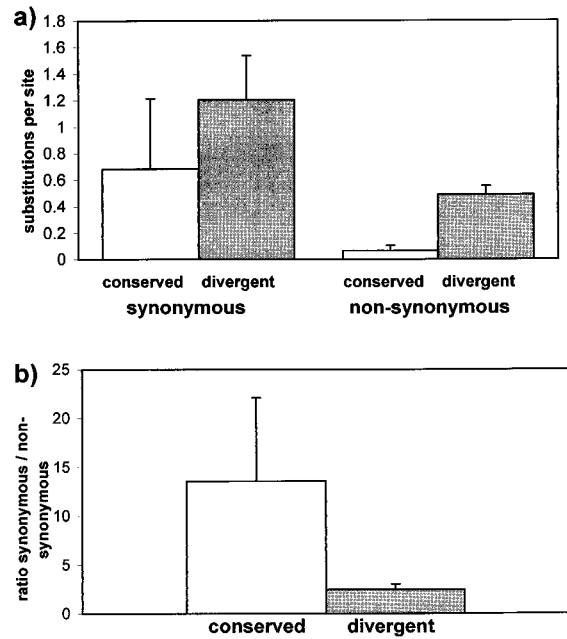 a)
substitutions per site
1.8
1.6
1.4
1.2
1
0.8
0.6
0.4
0.2
0
conserved divergent conserved divergent
synonymous non-synonymous
b)
ratio synonymous / non-
synonymous
25
20
15
10
5
0
conserved divergent